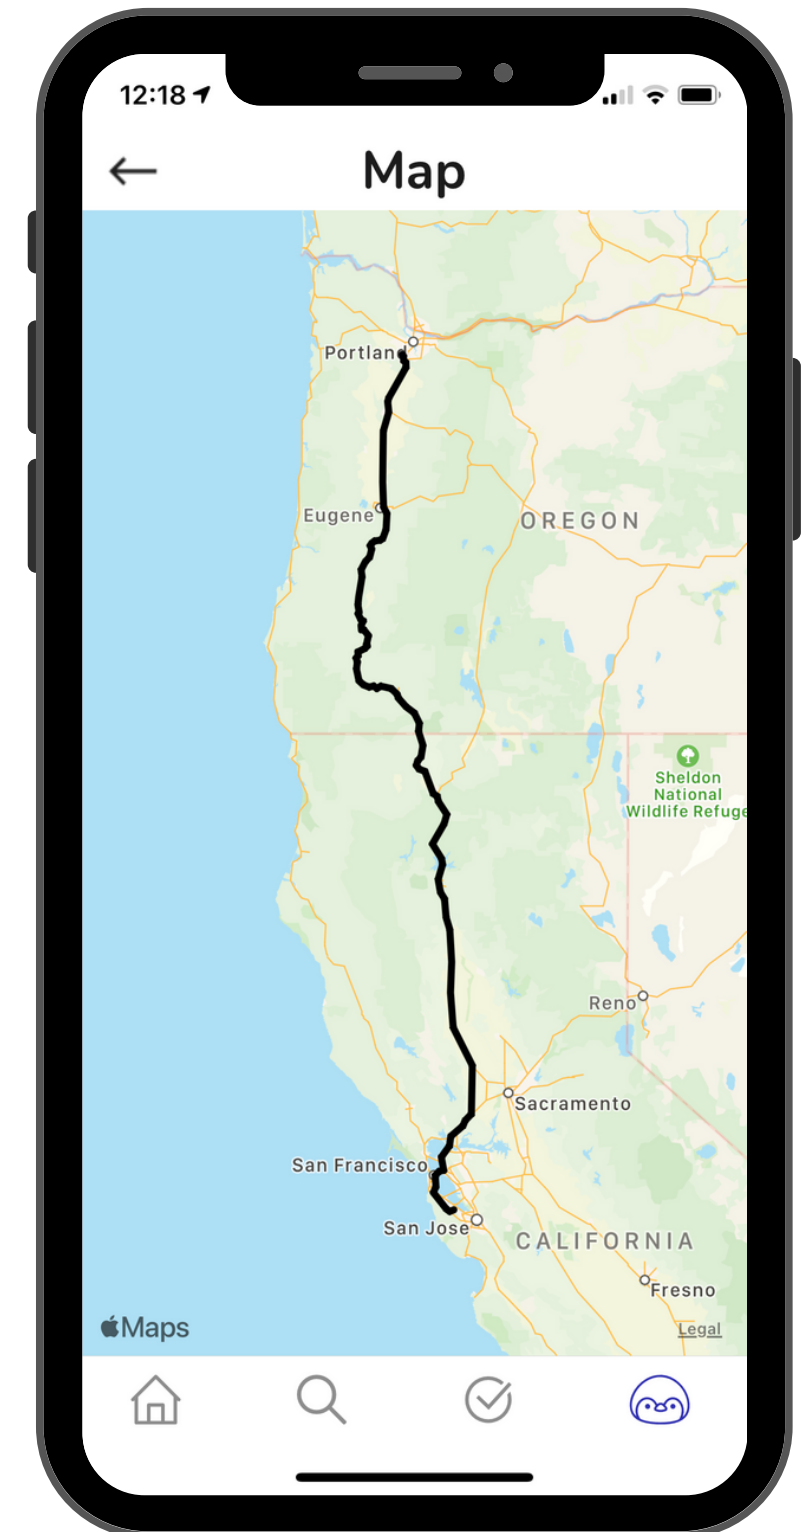 12:18
Map
Portland
Eugene
OREGON
Sheldon
National
Wildlife Refuge
Reno
Sacramento
San Francisco
San Jose
CALIFORNIA
Fresno
Maps
Legal